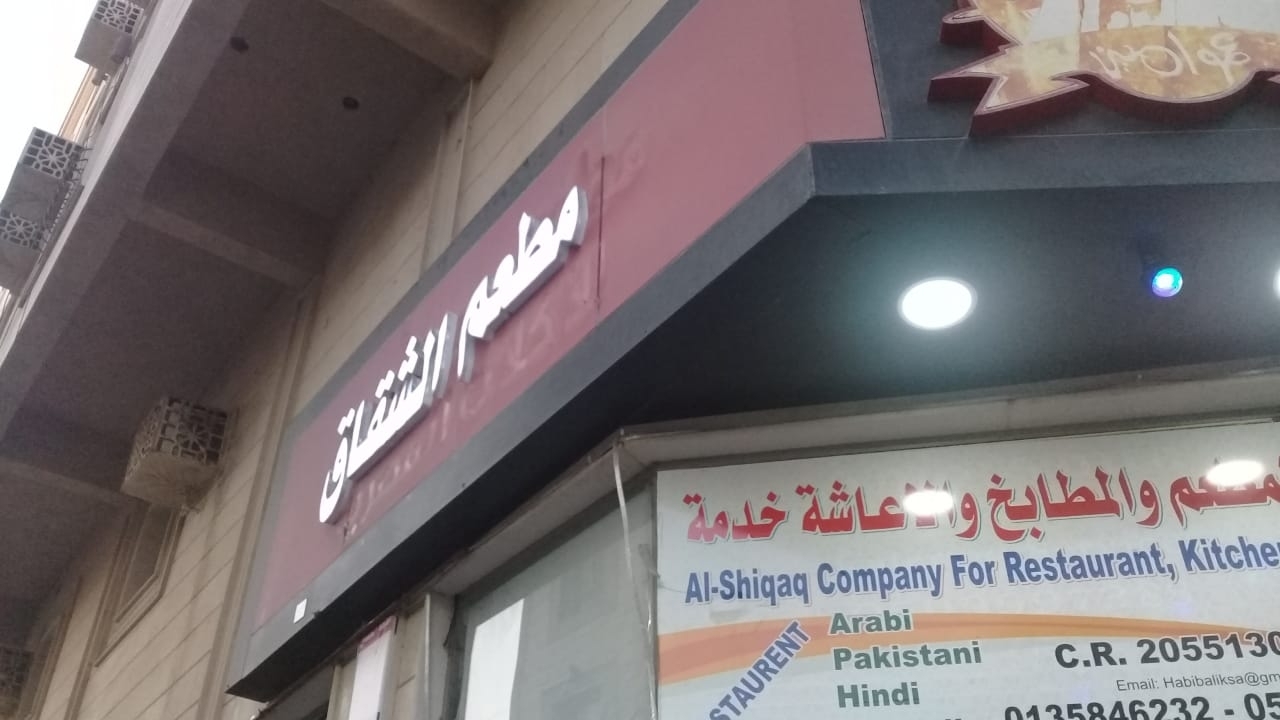 مطعم الشقاق
والمطابخ والاعاشة خدمة
Al-Shiqaq Company For Restaurant,
Arabi
Pakistani
Hindi
C.R. 2055130
Email: Habibaliksa@gm
0135846232 - 05